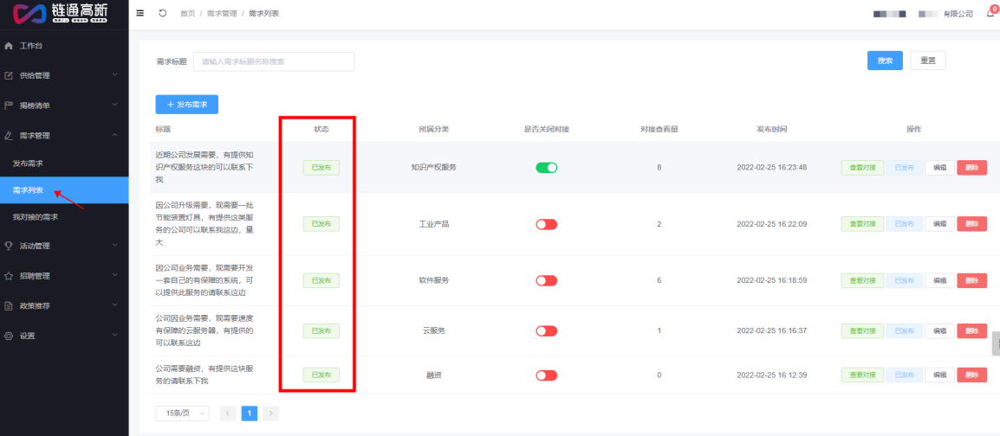 链通高新
首页 / 需求管理 / 需求列表
有限公司
0
工作台
供给管理
揭榜清单
需求管理
发布需求
需求列表
我对接的需求
活动管理
招聘管理
政策推荐
设置
需求标题 请输入需求标题名称搜索 搜索 重置
+ 发布需求
标题 状态 所属分类 是否关闭对接 对接查看量 发布时间 操作
近期公司发展需要，有提供知
识产权服务这块的可以联系下
我
已发布 知识产权服务 8 2022-02-25 16:23:48 查看对接 已发布 编辑 删除
因公司升级需要，现需要一批
节能装置灯具，有提供这类服
务的公司可以联系我这边，量
大
已发布 工业产品 2 2022-02-25 16:22:09 查看对接 已发布 编辑 删除
因公司业务需要，现需要开发
一套自己的有保障的系统，可
以提供此服务的请联系这边
已发布 软件服务 6 2022-02-25 16:18:59 查看对接 已发布 编辑 删除
公司因业务需要，现需要速度
有保障的云服务器，有提供的
可以联系这边
已发布 云服务 1 2022-02-25 16:16:37 查看对接 已发布 编辑 删除
公司需要融资，有提供这块服
务的请联系下我
已发布 融资 0 2022-02-25 16:12:39 查看对接 已发布 编辑 删除
15条/页 1